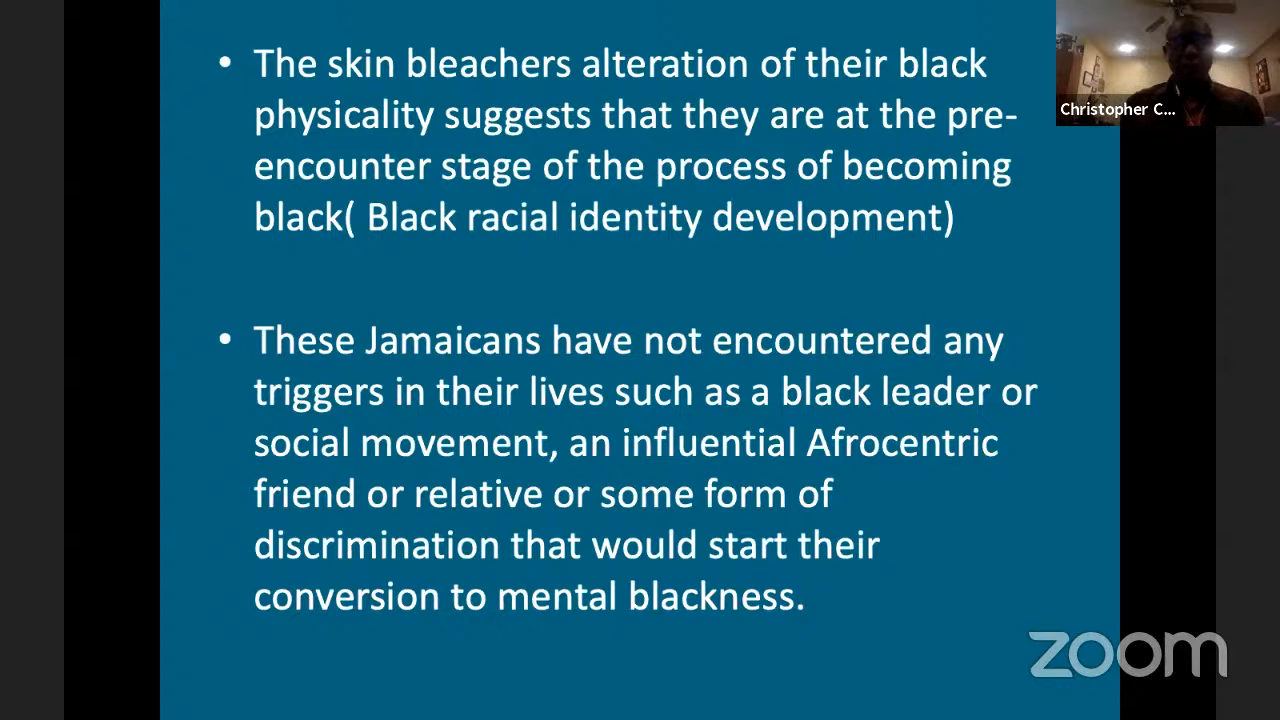 • The skin bleachers alteration of their black
physicality suggests that they are at the pre-
encounter stage of the process of becoming
black( Black racial identity development)
• These Jamaicans have not encountered any
triggers in their lives such as a black leader or
social movement, an influential Afrocentric
friend or relative or some form of
discrimination that would start their
conversion to mental blackness.
Christopher C...
zoom